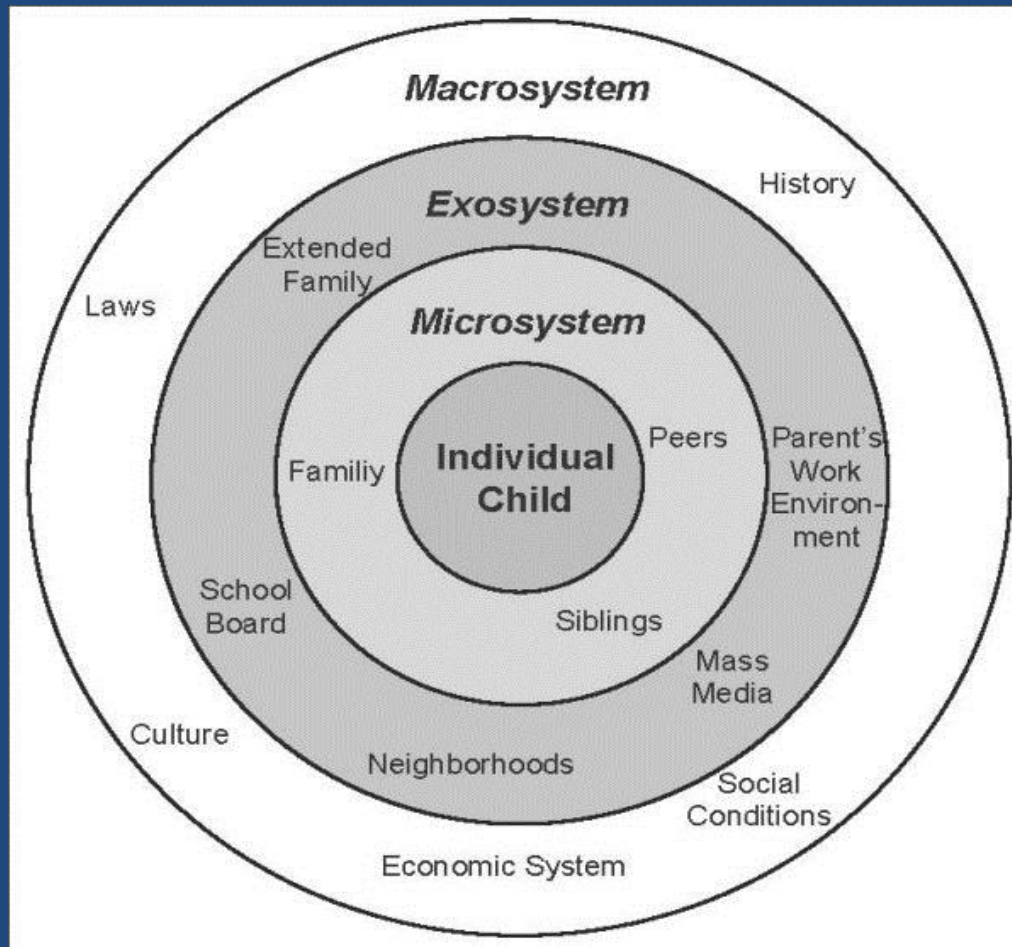 Macrosystem
History
Exosystem
Extended
Family
Laws
Microsystem
Peers
Parent's
Work
Environ-
ment
Familiy
Individual
Child
School
Board
Siblings
Mass
Media
Culture
Neighborhoods
Social
Conditions
Economic System